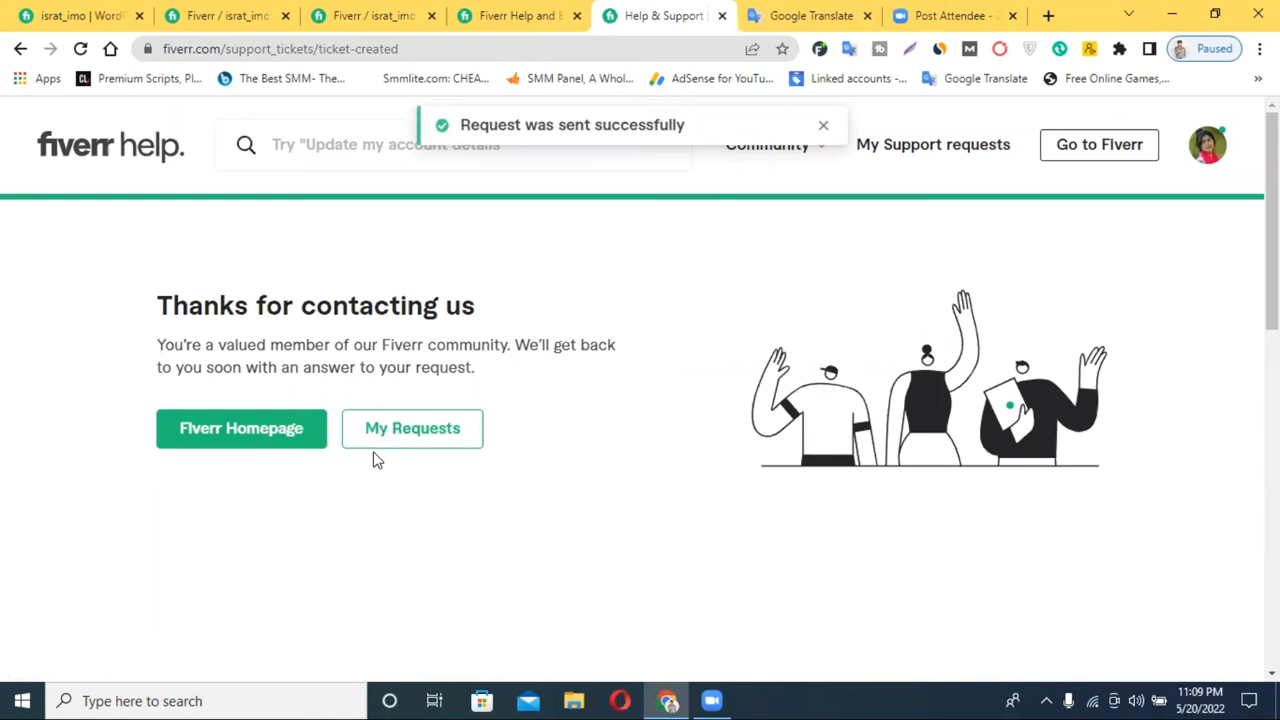 israt_imo | WordP
Fiverr / israt_imo
Fiverr / israt_imo
Fiverr Help and E
Help & Support
Google Translate
Post Attendee - Z
fiverr.com/support_tickets/ticket-created
Paused
Apps
Premium Scripts, Pl...
The Best SMM- The...
Smmlite.com: CHEA...
SMM Panel, A Whol...
AdSense for YouTu...
Linked accounts -...
Google Translate
Free Online Games,...
Request was sent successfully
fiverr help.
Try "Update my account details
Community
My Support requests
Go to Fiverr
Thanks for contacting us
You're a valued member of our Fiverr community. We'll get back
to you soon with an answer to your request.
Fiverr Homepage
My Requests
Type here to search
11:09 PM
5/20/2022